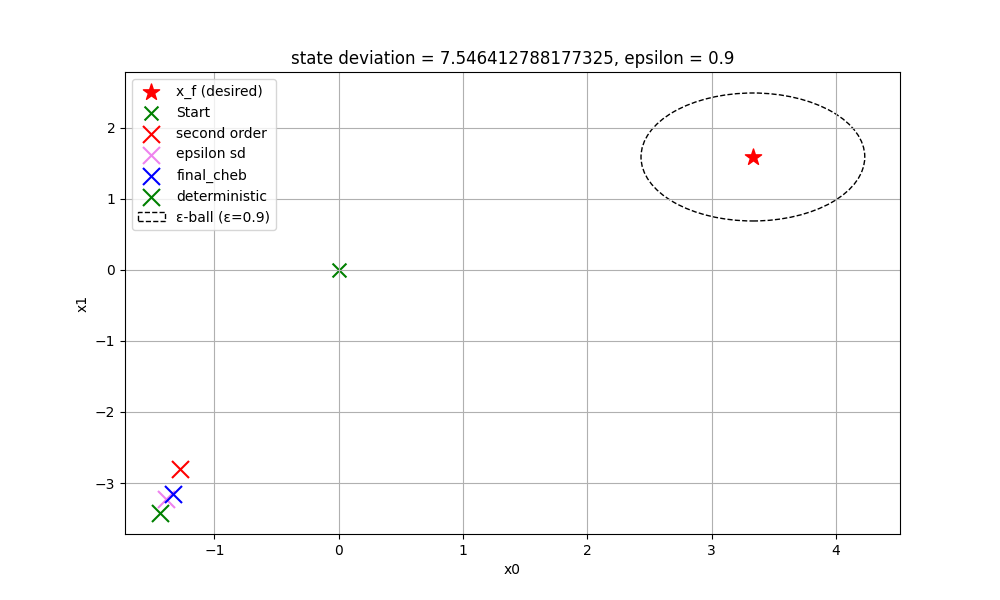 state deviation = 7.546412788177325, epsilon = 0.9
x_f (desired)
Start
second order
epsilon sd
final_cheb
deterministic
ε-ball (ε=0.9)
2
1
0
−1
−2
−3
x1
−1
0
1
2
3
4
x0